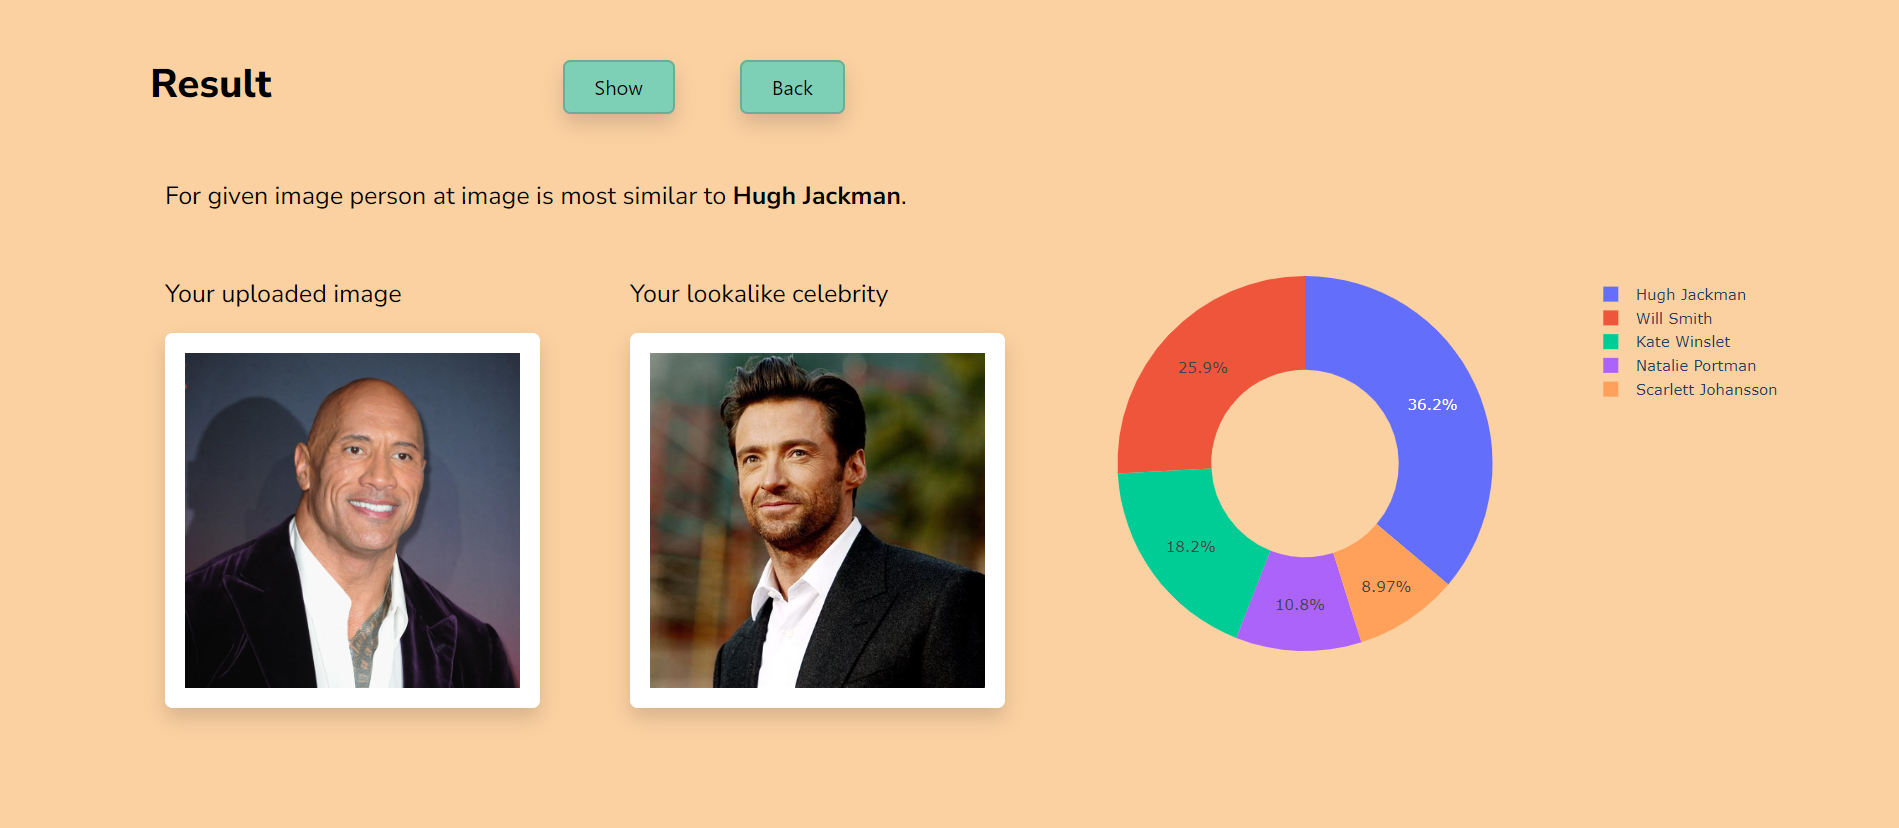 Result
Show
Back
For given image person at image is most similar to Hugh Jackman.
Your uploaded image
Your lookalike celebrity
Hugh Jackman
Will Smith
Kate Winslet
Natalie Portman
Scarlett Johansson
25.9%
36.2%
18.2%
8.97%
10.8%